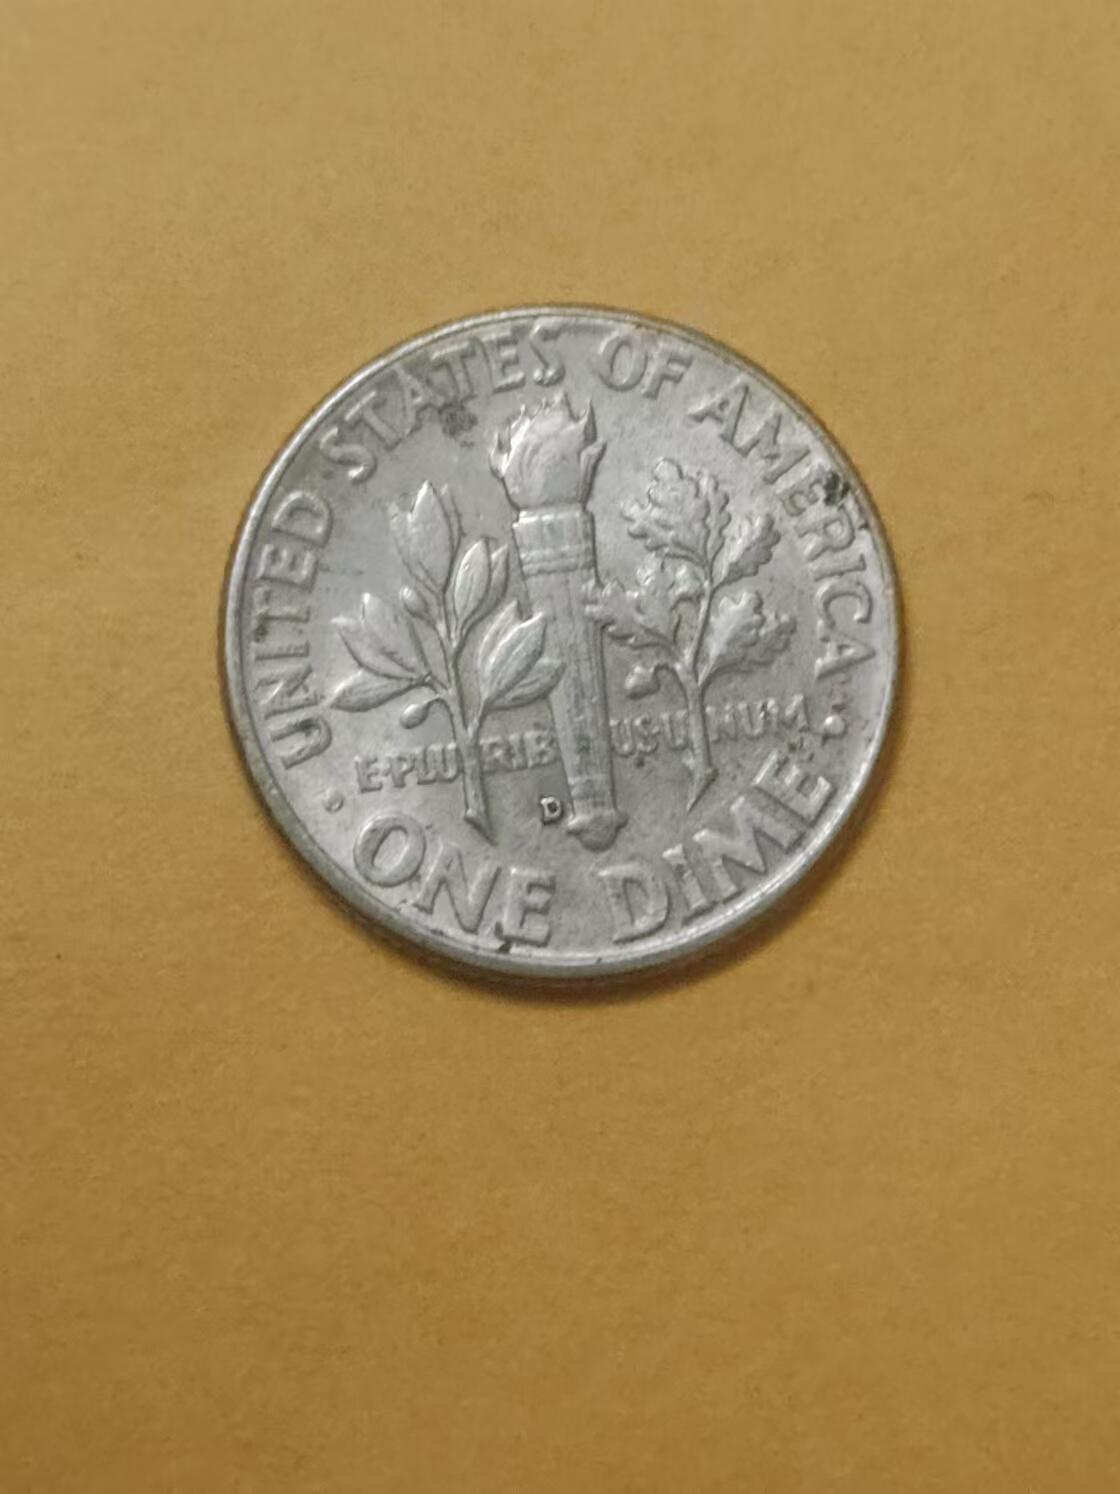 UNITED STATES OF AMERICA
E·PLURIBUS·UNUM
D
· ONE DIME ·